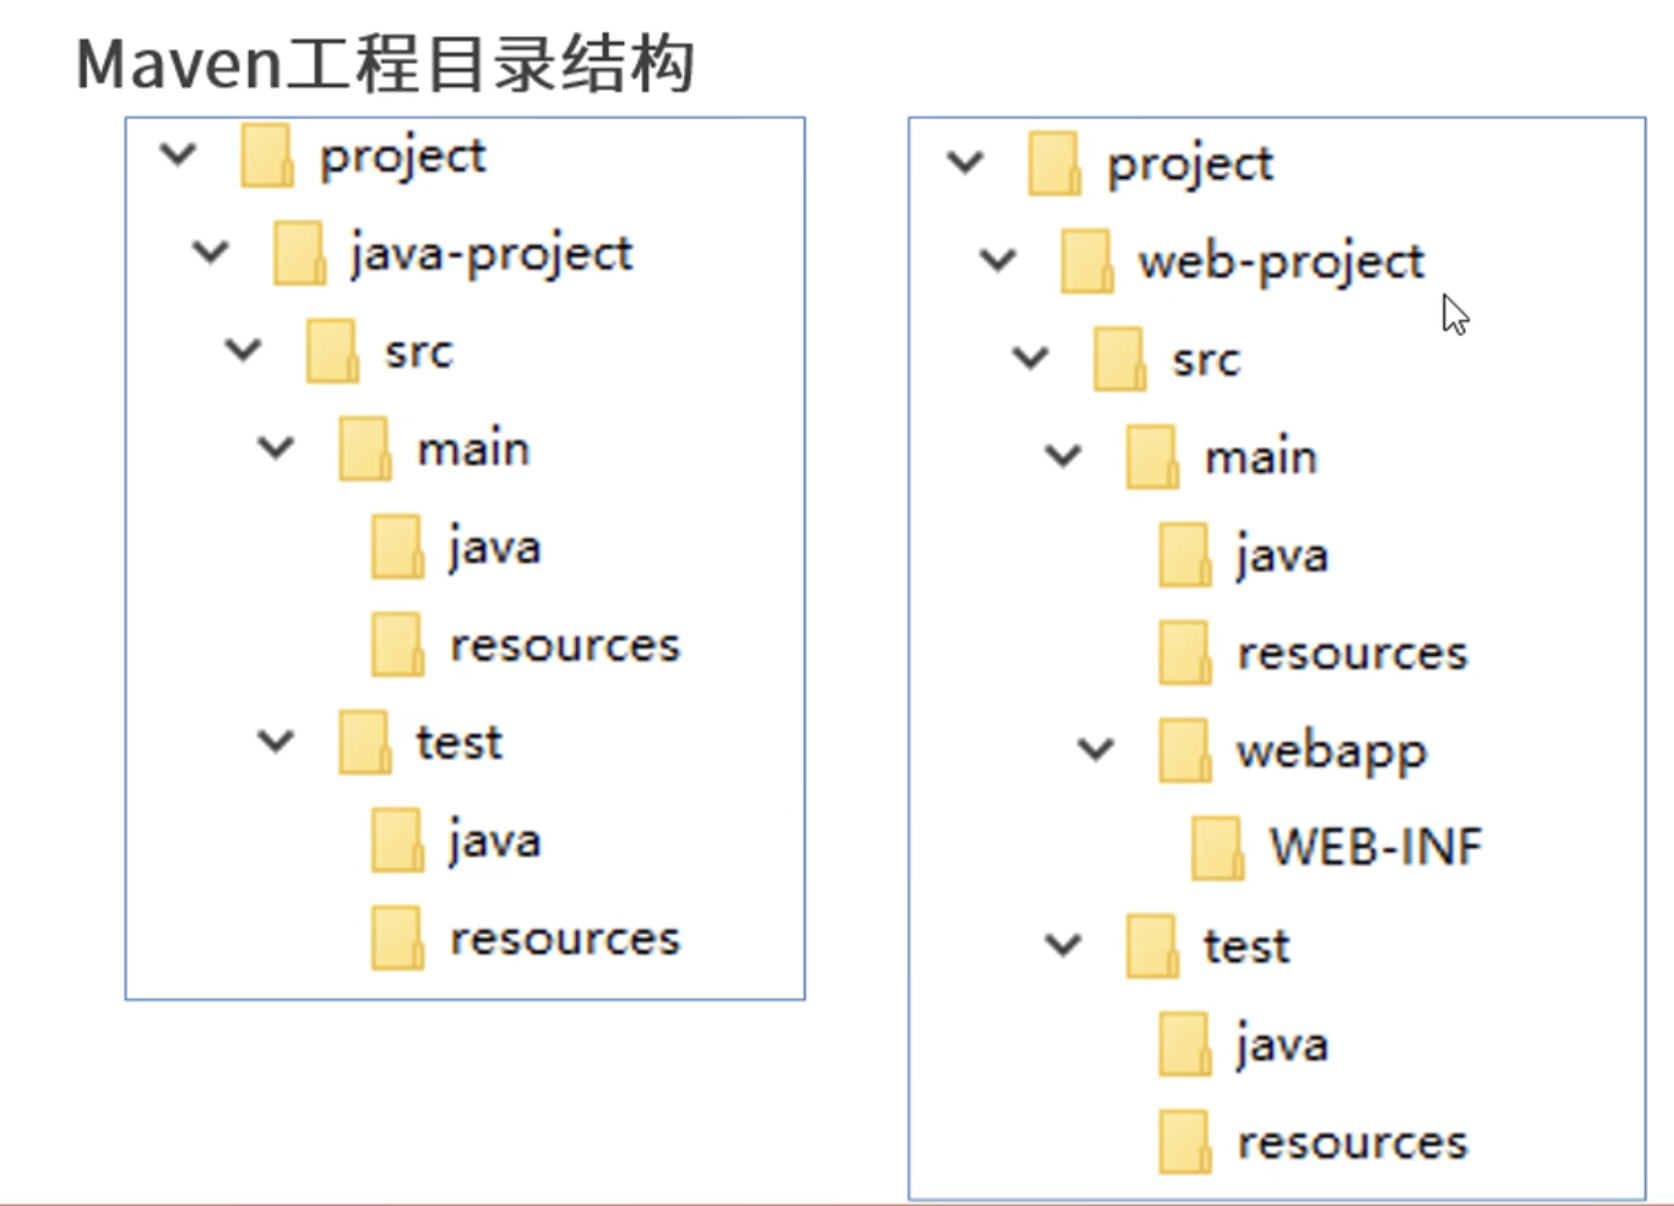 Maven工程目录结构
project
java-project
src
main
java
resources
test
java
resources
project
web-project
src
main
java
resources
webapp
WEB-INF
test
java
resources